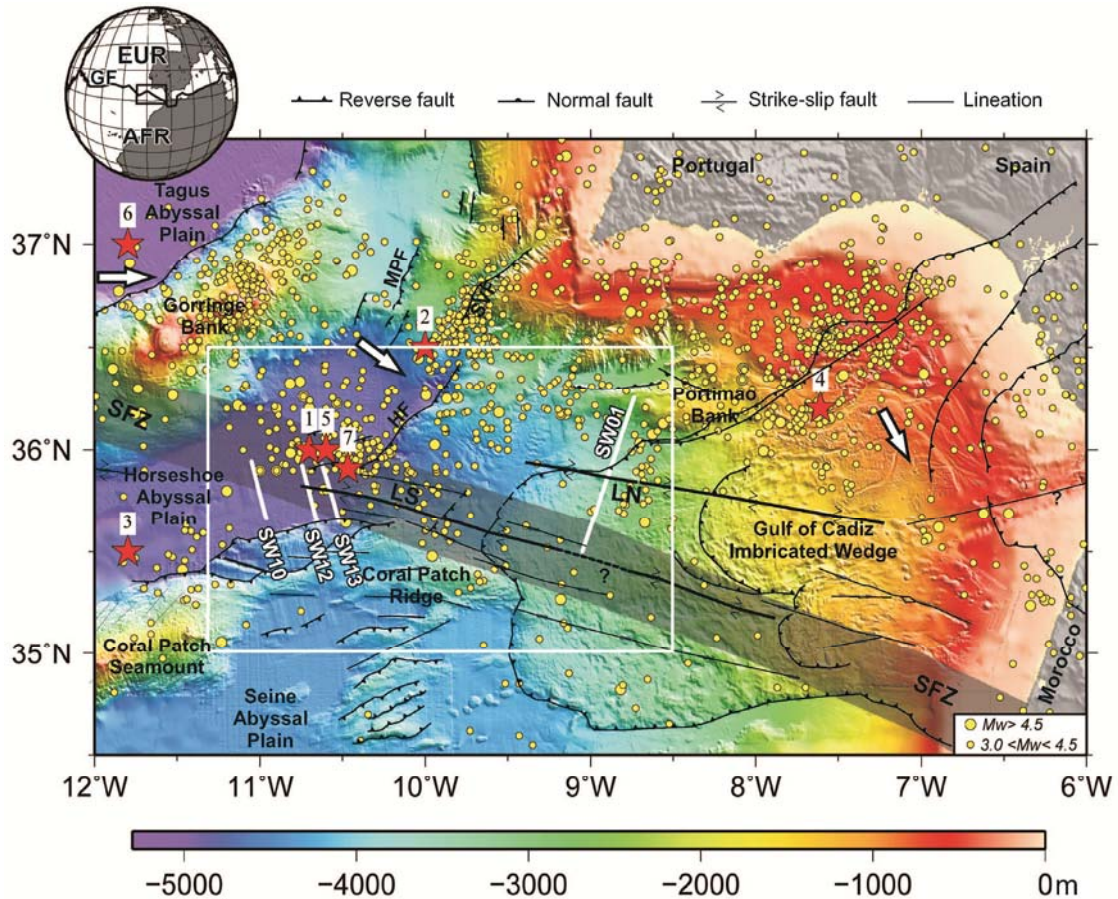 EUR
GF
AFR
Reverse fault
Normal fault
Strike-slip fault
Lineation
Portugal
Spain
Tagus
Abyssal
Plain
6
37°N
MPF
SVF
Gorringe
Bank
2
4
SFZ
1 5
7
HF
Portimao
Bank
SW01
36°N
Horseshoe
Abyssal
Plain
LS
LN
?
3
Gulf of Cadiz
Imbricated Wedge
SW10
SW12
SW13
?
Coral Patch
Ridge
35°N
Coral Patch
Seamount
SFZ
Morocco
Seine
Abyssal
Plain
Mw> 4.5
3.0 <Mw< 4.5
12°W 11°W 10°W 9°W 8°W 7°W 6°W
−5000 −4000 −3000 −2000 −1000 0m